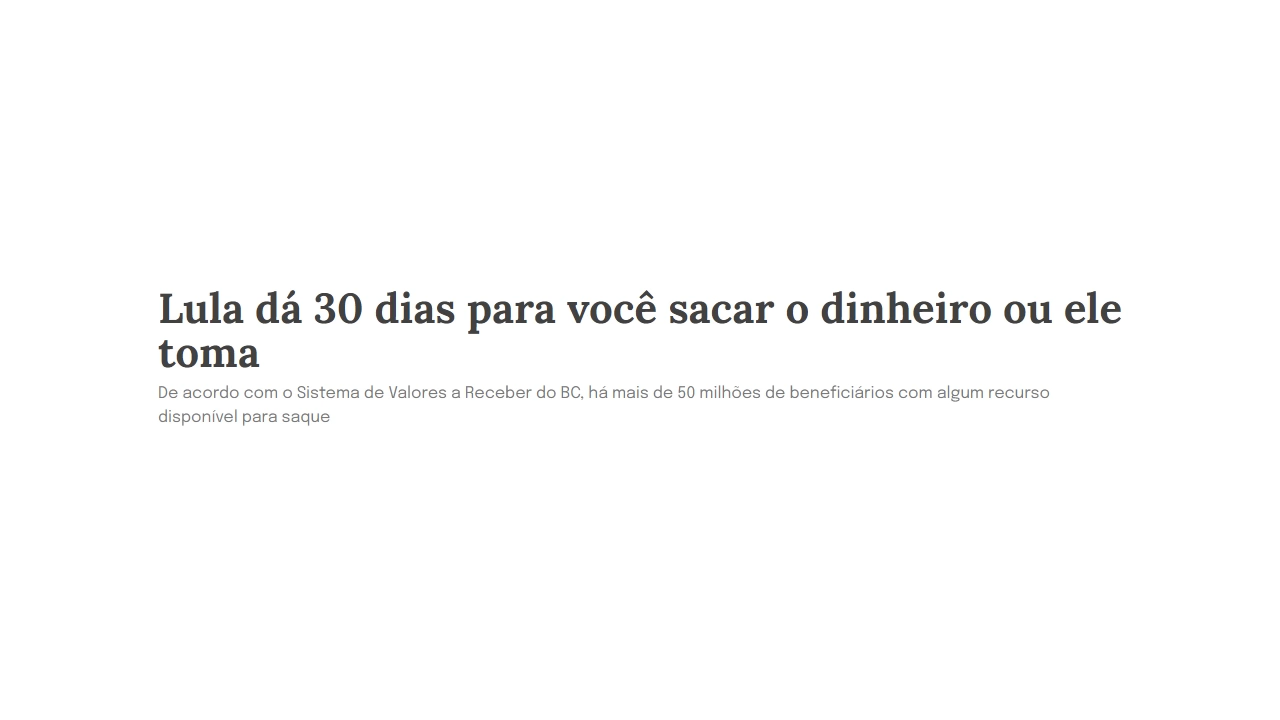 Lula dá 30 dias para você sacar o dinheiro ou ele
toma
De acordo com o Sistema de Valores a Receber do BC, há mais de 50 milhões de beneficiários com algum recurso
disponível para saque